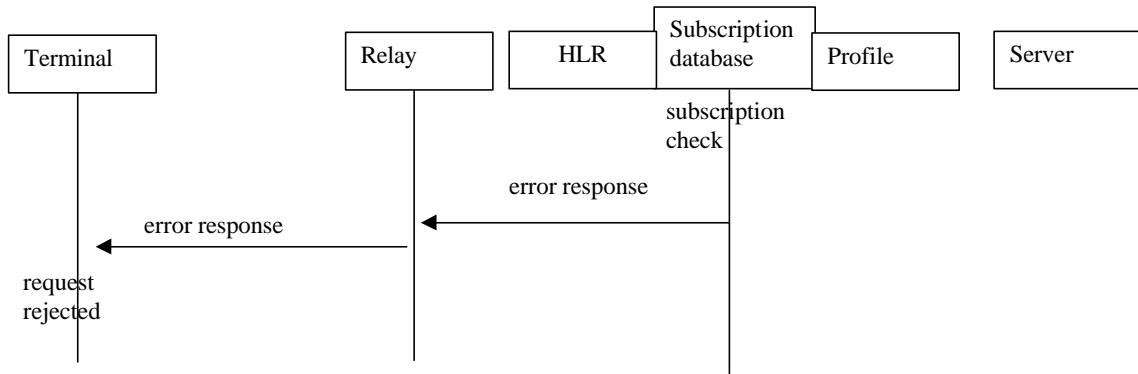 Terminal
Relay
HLR
Subscription
database
Profile
Server
subscription
check
error response
error response
request
rejected